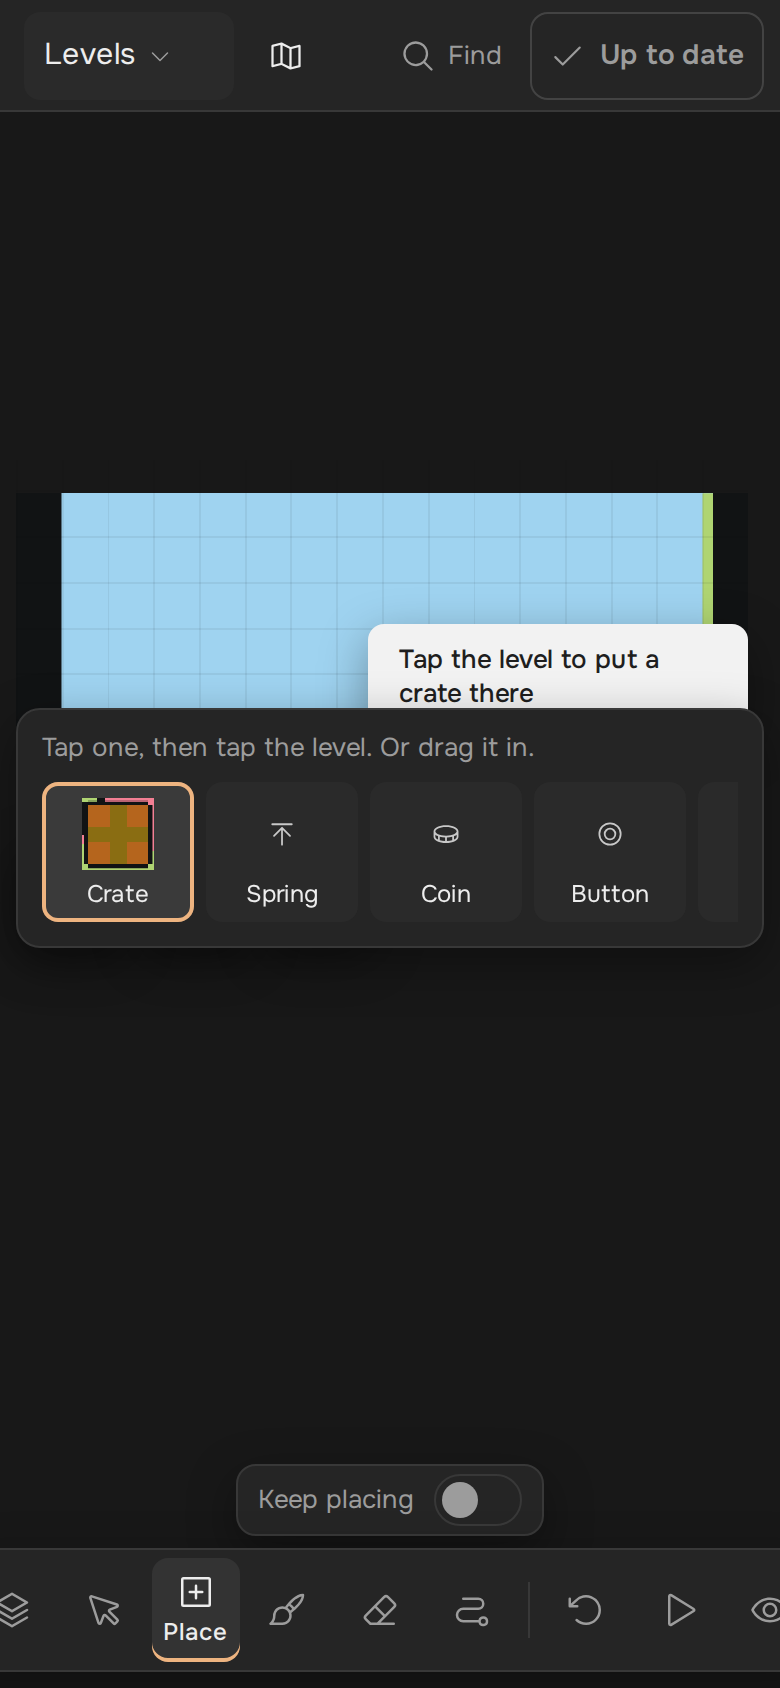 Levels
Find
Up to date
Tap the level to put a
crate there
Tap one, then tap the level. Or drag it in.
Crate
Spring
Coin
Button
Keep placing
Place